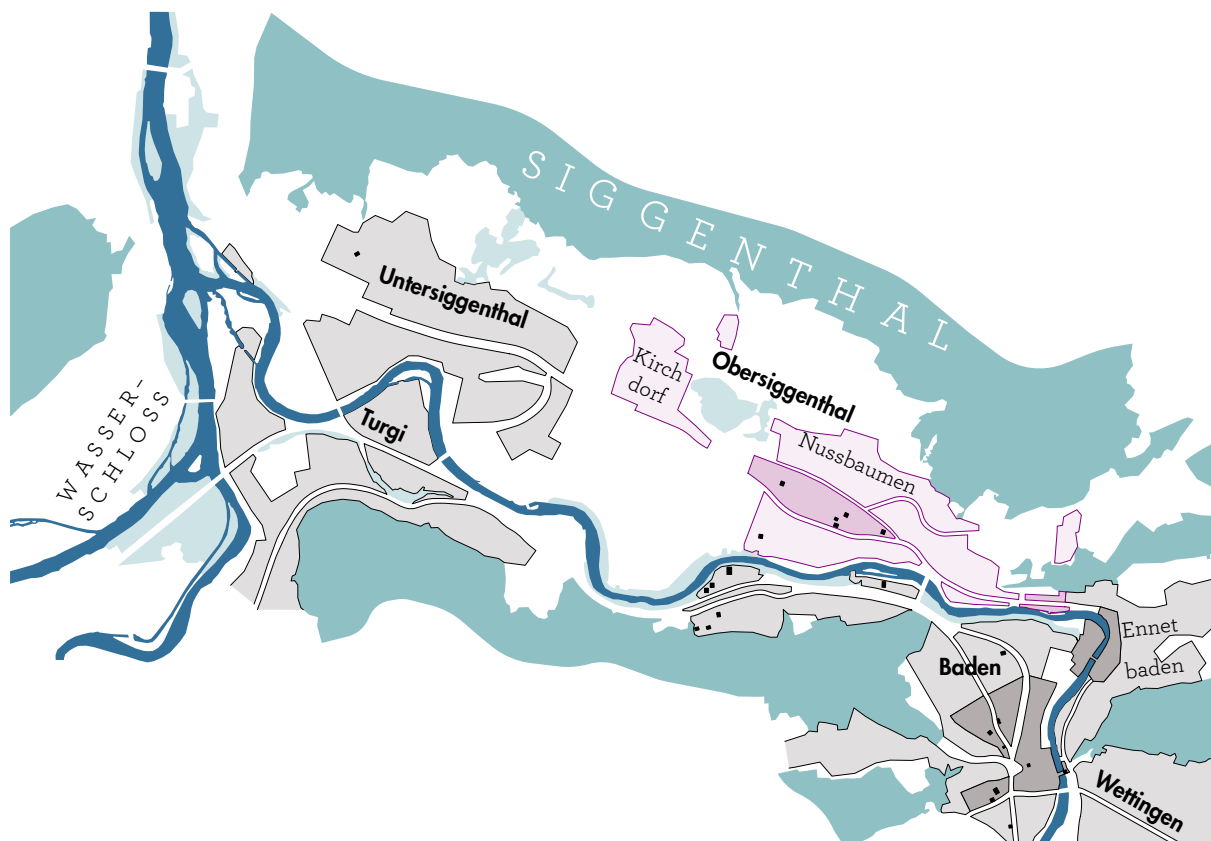 SIGGENTHAL
Untersiggenthal
Kirch
dorf
Obersiggenthal
WASSER-
SCHLOSS
Turgi
Nussbaumen
Ennet
baden
Baden
Wettingen